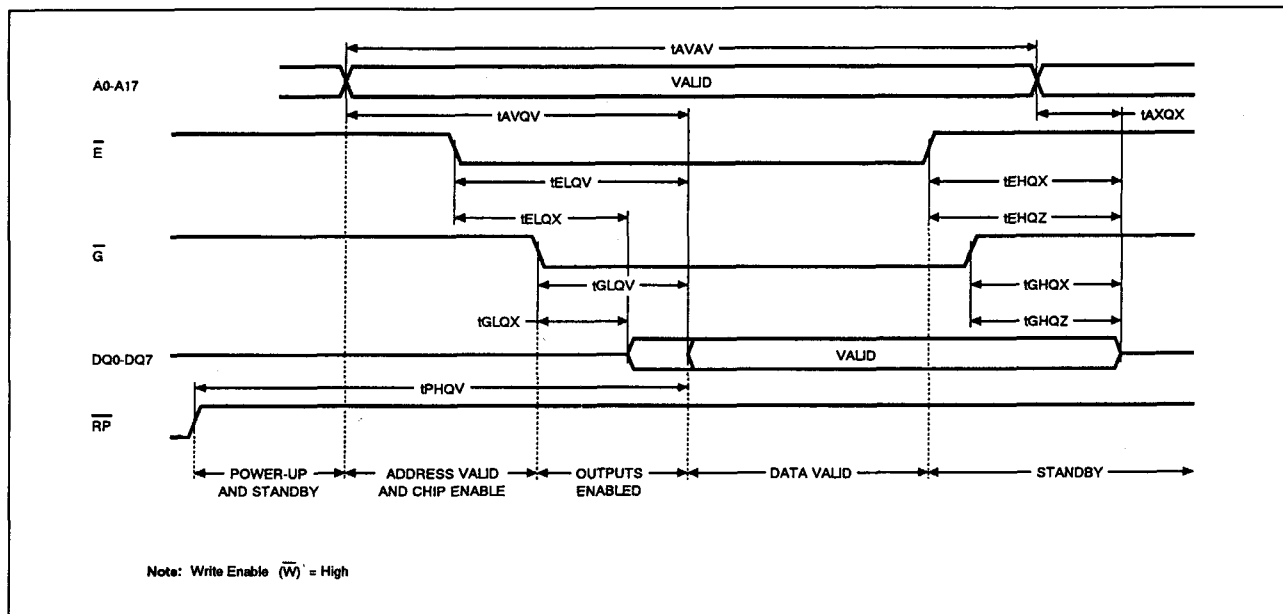 tAVAV
A0-A17
VALID
tAVQV
tAXQX
E̅
tELQV
tEHQX
tELQX
tEHQZ
G̅
tGLQV
tGHQX
tGLQX
tGHQZ
DQ0-DQ7
VALID
tPHQV
R̅P̅
POWER-UP AND STANDBY
ADDRESS VALID AND CHIP ENABLE
OUTPUTS ENABLED
DATA VALID
STANDBY
Note: Write Enable (W̅) = High